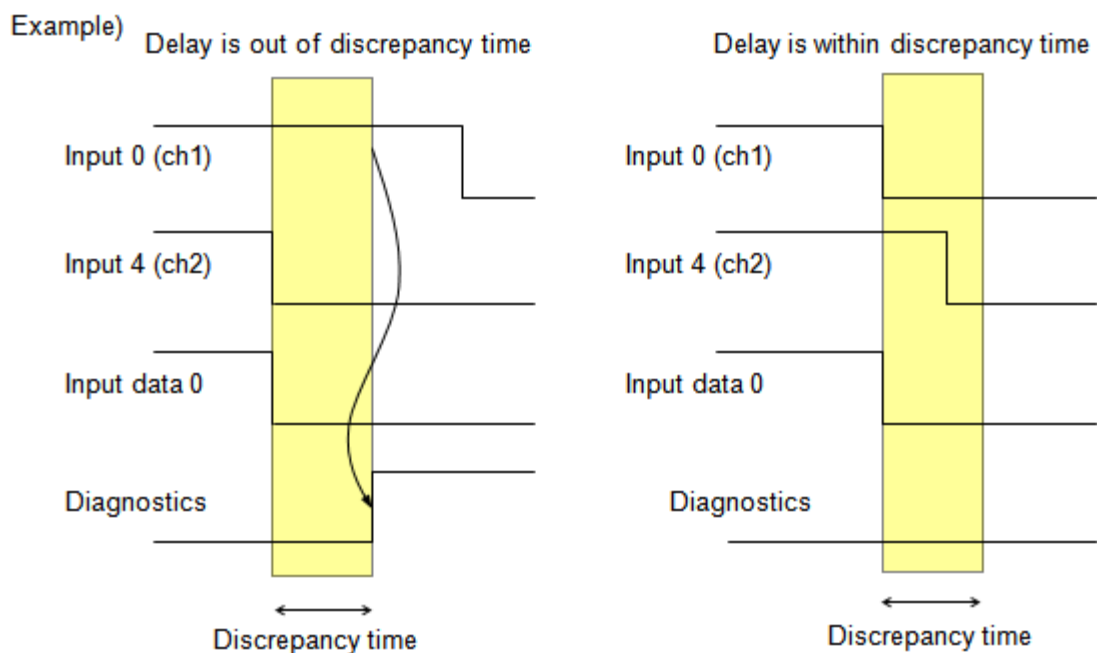 Example)
Delay is out of discrepancy time
Input 0 (ch1)
Input 4 (ch2)
Input data 0
Diagnostics
Discrepancy time
Delay is within discrepancy time
Input 0 (ch1)
Input 4 (ch2)
Input data 0
Diagnostics
Discrepancy time